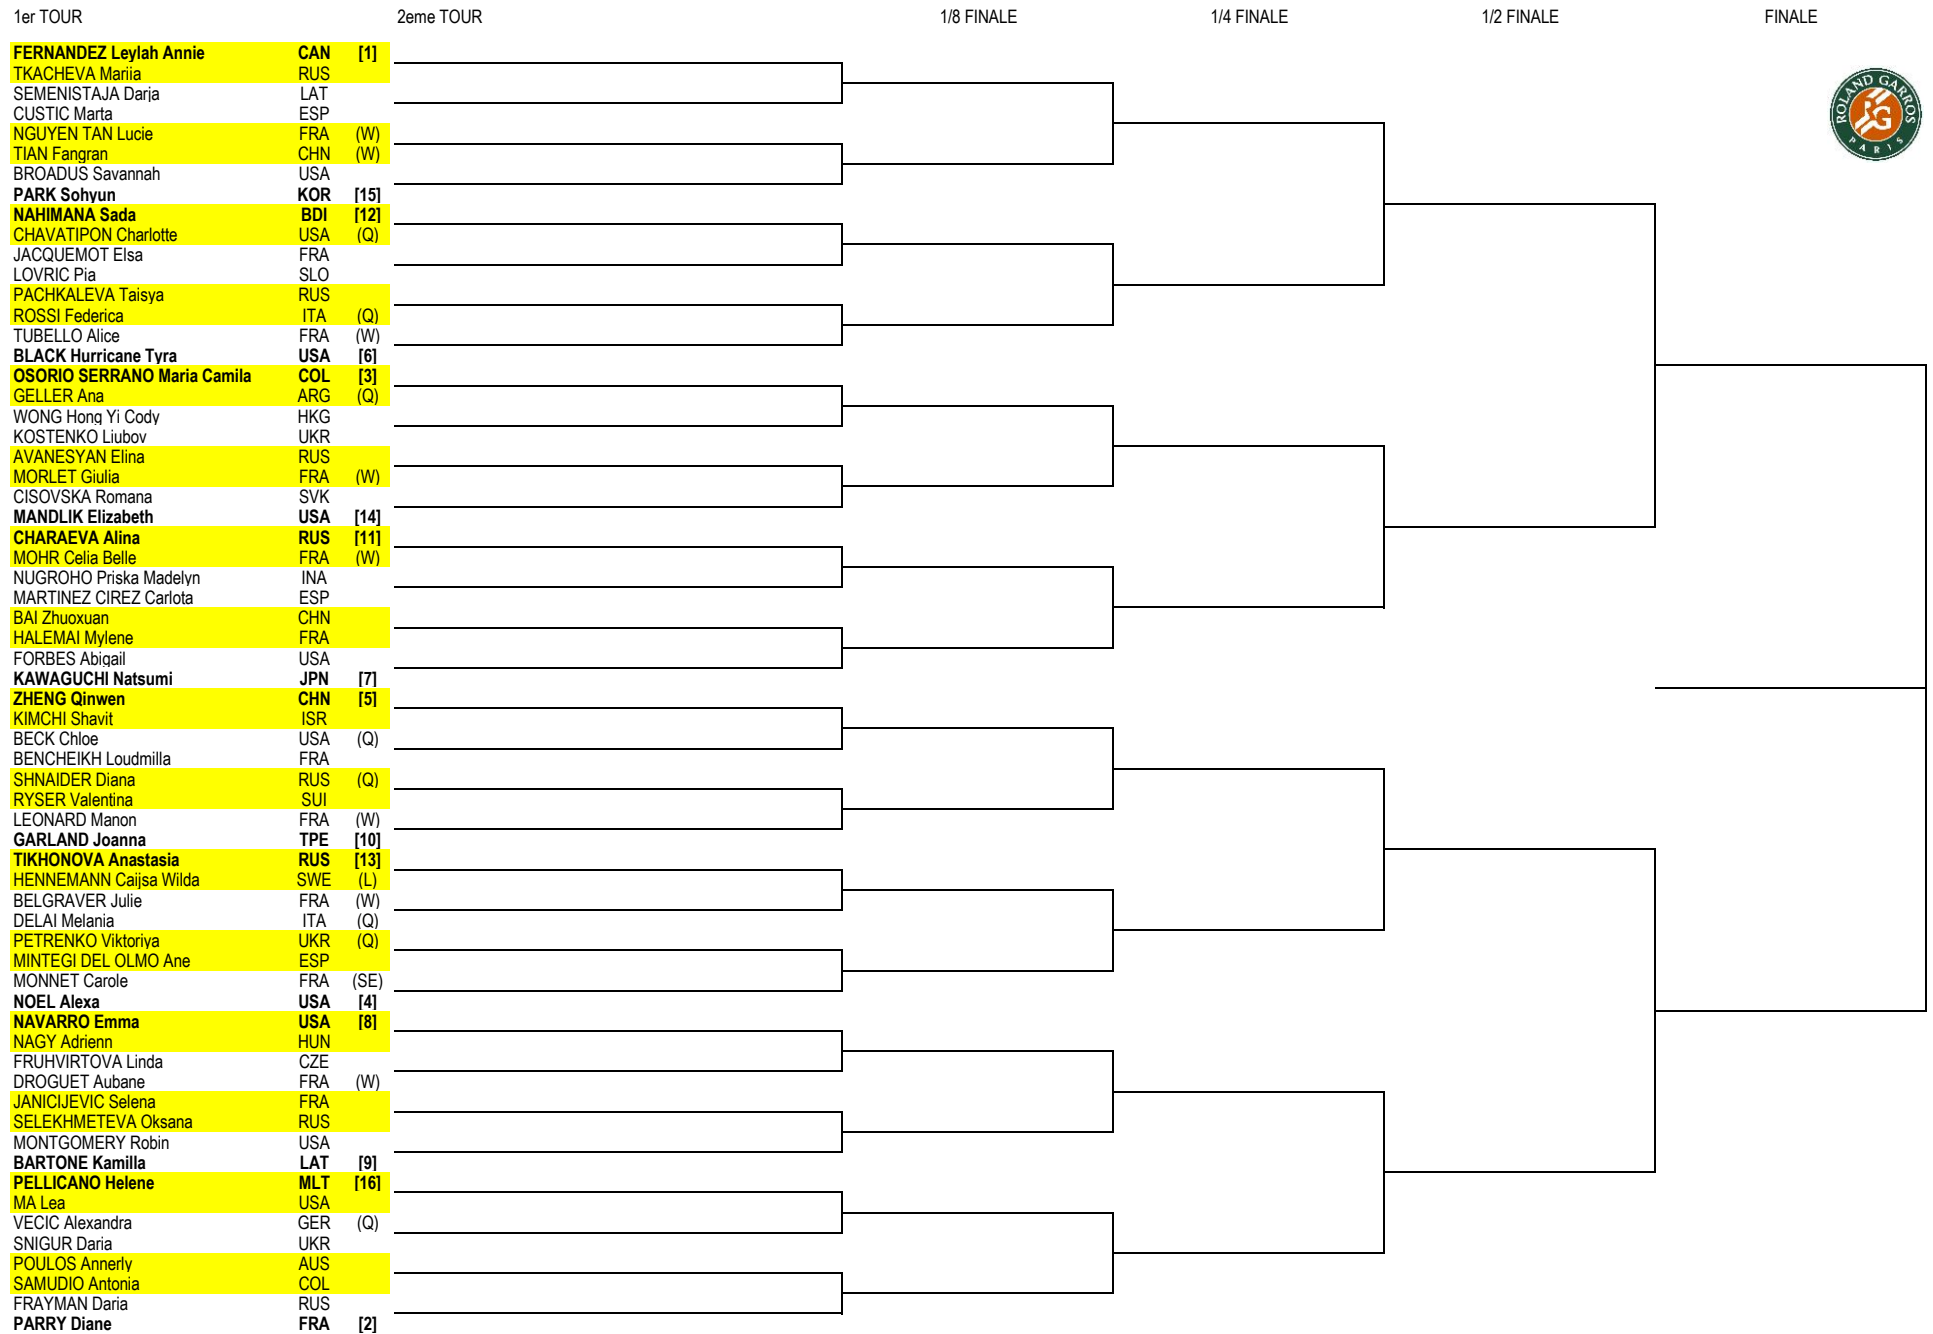 1er TOUR 2eme TOUR 1/8 FINALE 1/4 FINALE 1/2 FINALE FINALE
FERNANDEZ Leylah Annie CAN [1]
TKACHEVA Mariia RUS
SEMENISTAJA Darja LAT
CUSTIC Marta ESP
NGUYEN TAN Lucie FRA (W)
TIAN Fangran CHN (W)
BROADUS Savannah USA
PARK Sohyun KOR [15]
NAHIMANA Sada BDI [12]
CHAVATIPON Charlotte USA (Q)
JACQUEMOT Elsa FRA
LOVRIC Pia SLO
PACHKALEVA Taisya RUS
ROSSI Federica ITA (Q)
TUBELLO Alice FRA (W)
BLACK Hurricane Tyra USA [6]
OSORIO SERRANO Maria Camila COL [3]
GELLER Ana ARG (Q)
WONG Hong Yi Cody HKG
KOSTENKO Liubov UKR
AVANESYAN Elina RUS
MORLET Giulia FRA (W)
CISOVSKA Romana SVK
MANDLIK Elizabeth USA [14]
CHARAEVA Alina RUS [11]
MOHR Celia Belle FRA (W)
NUGROHO Priska Madelyn INA
MARTINEZ CIREZ Carlota ESP
BAI Zhuoxuan CHN
HALEMAI Mylene FRA
FORBES Abigail USA
KAWAGUCHI Natsumi JPN [7]
ZHENG Qinwen CHN [5]
KIMCHI Shavit ISR
BECK Chloe USA (Q)
BENCHEIKH Loudmilla FRA
SHNAIDER Diana RUS (Q)
RYSER Valentina SUI
LEONARD Manon FRA (W)
GARLAND Joanna TPE [10]
TIKHONOVA Anastasia RUS [13]
HENNEMANN Caijsa Wilda SWE (L)
BELGRAVER Julie FRA (W)
DELAI Melania ITA (Q)
PETRENKO Viktoriya UKR (Q)
MINTEGI DEL OLMO Ane ESP
MONNET Carole FRA (SE)
NOEL Alexa USA [4]
NAVARRO Emma USA [8]
NAGY Adrienn HUN
FRUHVIRTOVA Linda CZE
DROGUET Aubane FRA (W)
JANICIJEVIC Selena FRA
SELEKHMETEVA Oksana RUS
MONTGOMERY Robin USA
BARTONE Kamilla LAT [9]
PELLICANO Helene MLT [16]
MA Lea USA
VECIC Alexandra GER (Q)
SNIGUR Daria UKR
POULOS Annerly AUS
SAMUDIO Antonia COL
FRAYMAN Daria RUS
PARRY Diane FRA [2]
ROLAND GARROS
RG
PARIS